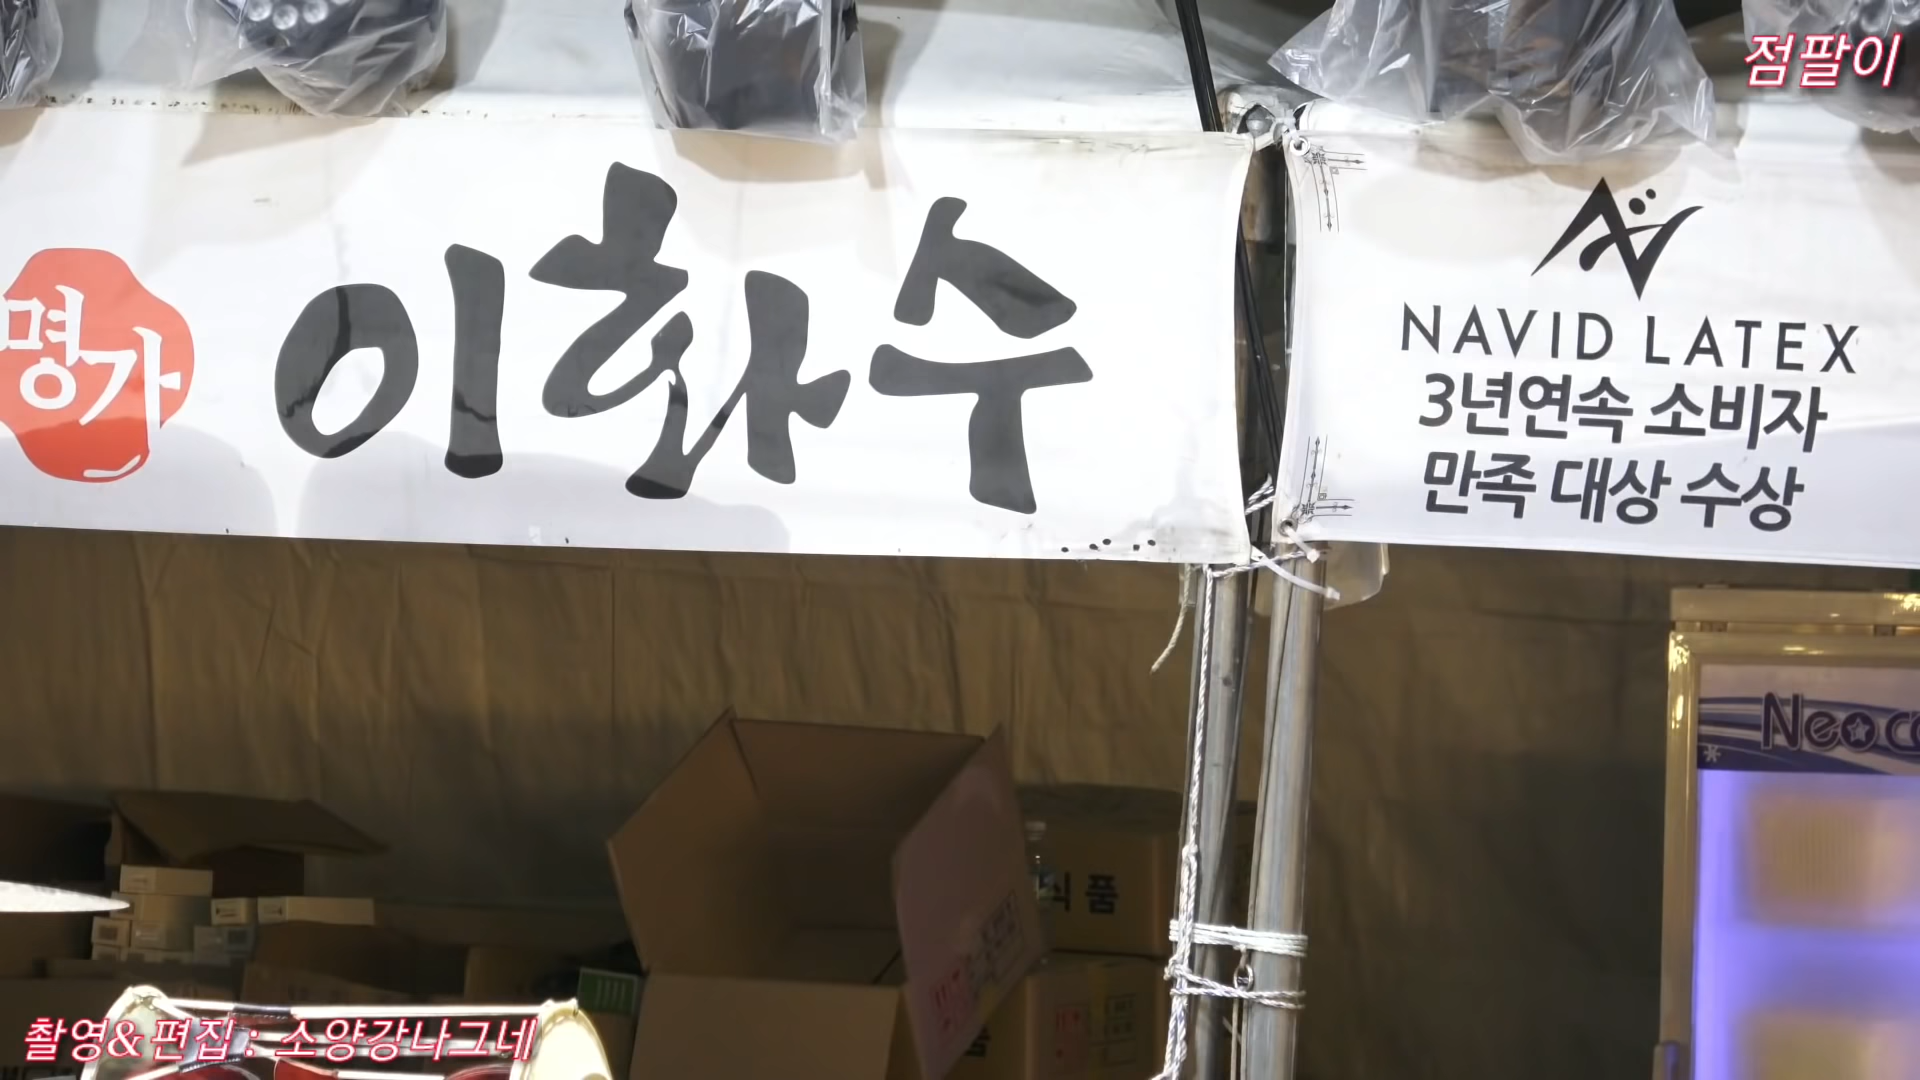 점팔이
명가 이화수
NAVID LATEX
3년연속 소비자
만족 대상 수상
식품
촬영&편집 : 소양강나그네